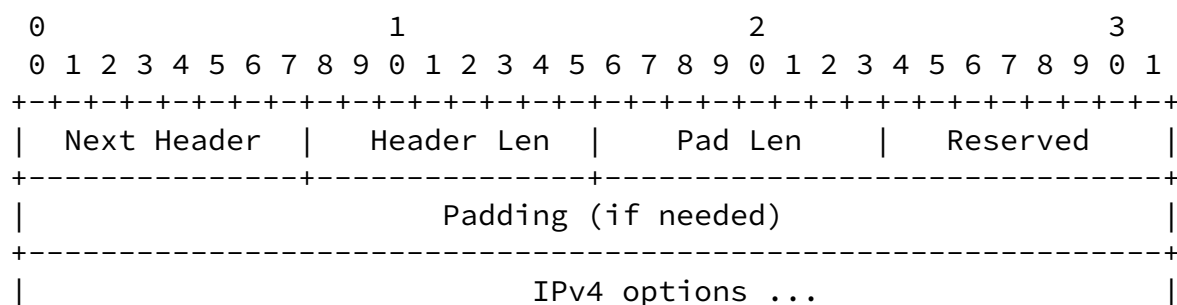 0                   1                   2                   3
 0 1 2 3 4 5 6 7 8 9 0 1 2 3 4 5 6 7 8 9 0 1 2 3 4 5 6 7 8 9 0 1
+-+-+-+-+-+-+-+-+-+-+-+-+-+-+-+-+-+-+-+-+-+-+-+-+-+-+-+-+-+-+-+-+
|  Next Header  |   Header Len  |    Pad Len    |   Reserved    |
+---------------+---------------+-------------------------------+
|                       Padding (if needed)                     |
+---------------------------------------------------------------+
|                            IPv4 options ...                   |